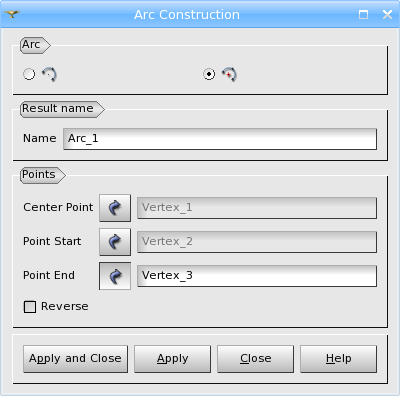 Arc Construction
Arc
Result name
Name Arc_1
Points
Center Point Vertex_1
Point Start Vertex_2
Point End Vertex_3
Reverse
Apply and Close Apply Close Help